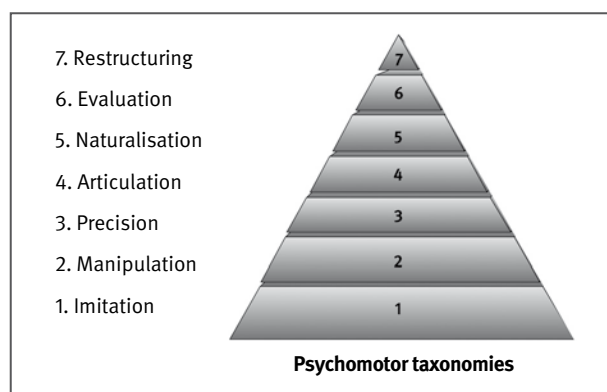 7. Restructuring
6. Evaluation
5. Naturalisation
4. Articulation
3. Precision
2. Manipulation
1. Imitation
7
6
5
4
3
2
1
Psychomotor taxonomies